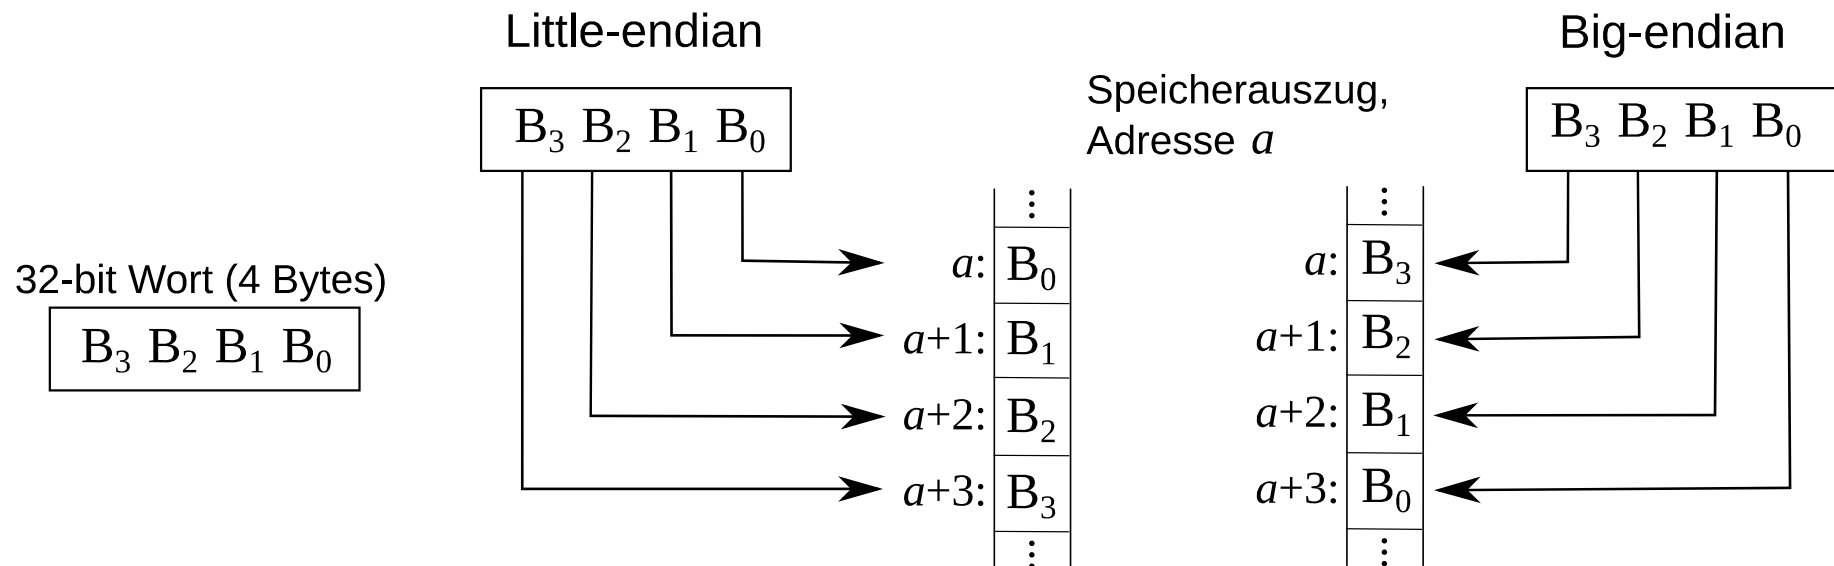 Little-endian
Big-endian
Speicherauszug,
Adresse a
B3 B2 B1 B0
B3 B2 B1 B0
32-bit Wort (4 Bytes)
B3 B2 B1 B0
⋮
a: B0
a+1: B1
a+2: B2
a+3: B3
⋮
⋮
a: B3
a+1: B2
a+2: B1
a+3: B0
⋮